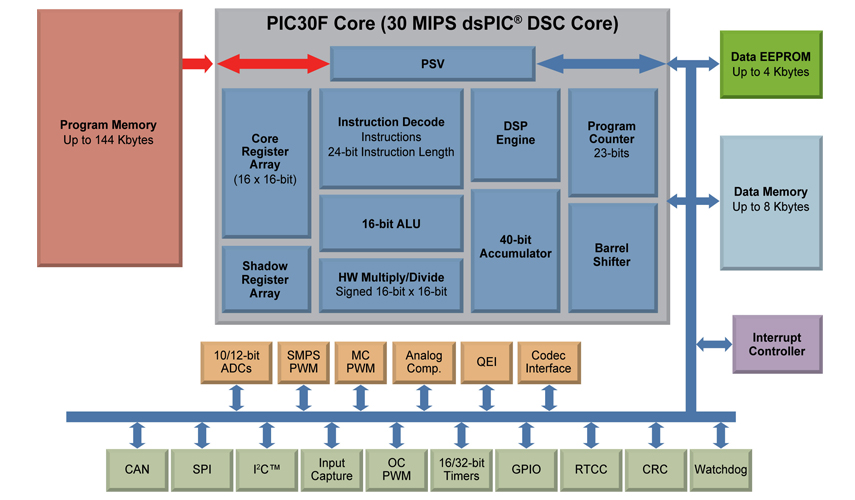 PIC30F Core (30 MIPS dsPIC® DSC Core)
PSV
Program Memory
Up to 144 Kbytes
Core
Register
Array
(16 x 16-bit)
Instruction Decode
Instructions
24-bit Instruction Length
DSP
Engine
Program
Counter
23-bits
16-bit ALU
Shadow
Register
Array
HW Multiply/Divide
Signed 16-bit x 16-bit
40-bit
Accumulator
Barrel
Shifter
Data EEPROM
Up to 4 Kbytes
Data Memory
Up to 8 Kbytes
Interrupt
Controller
10/12-bit
ADCs
SMPS
PWM
MC
PWM
Analog
Comp.
QEI
Codec
Interface
CAN
SPI
I²C™
Input
Capture
OC
PWM
16/32-bit
Timers
GPIO
RTCC
CRC
Watchdog